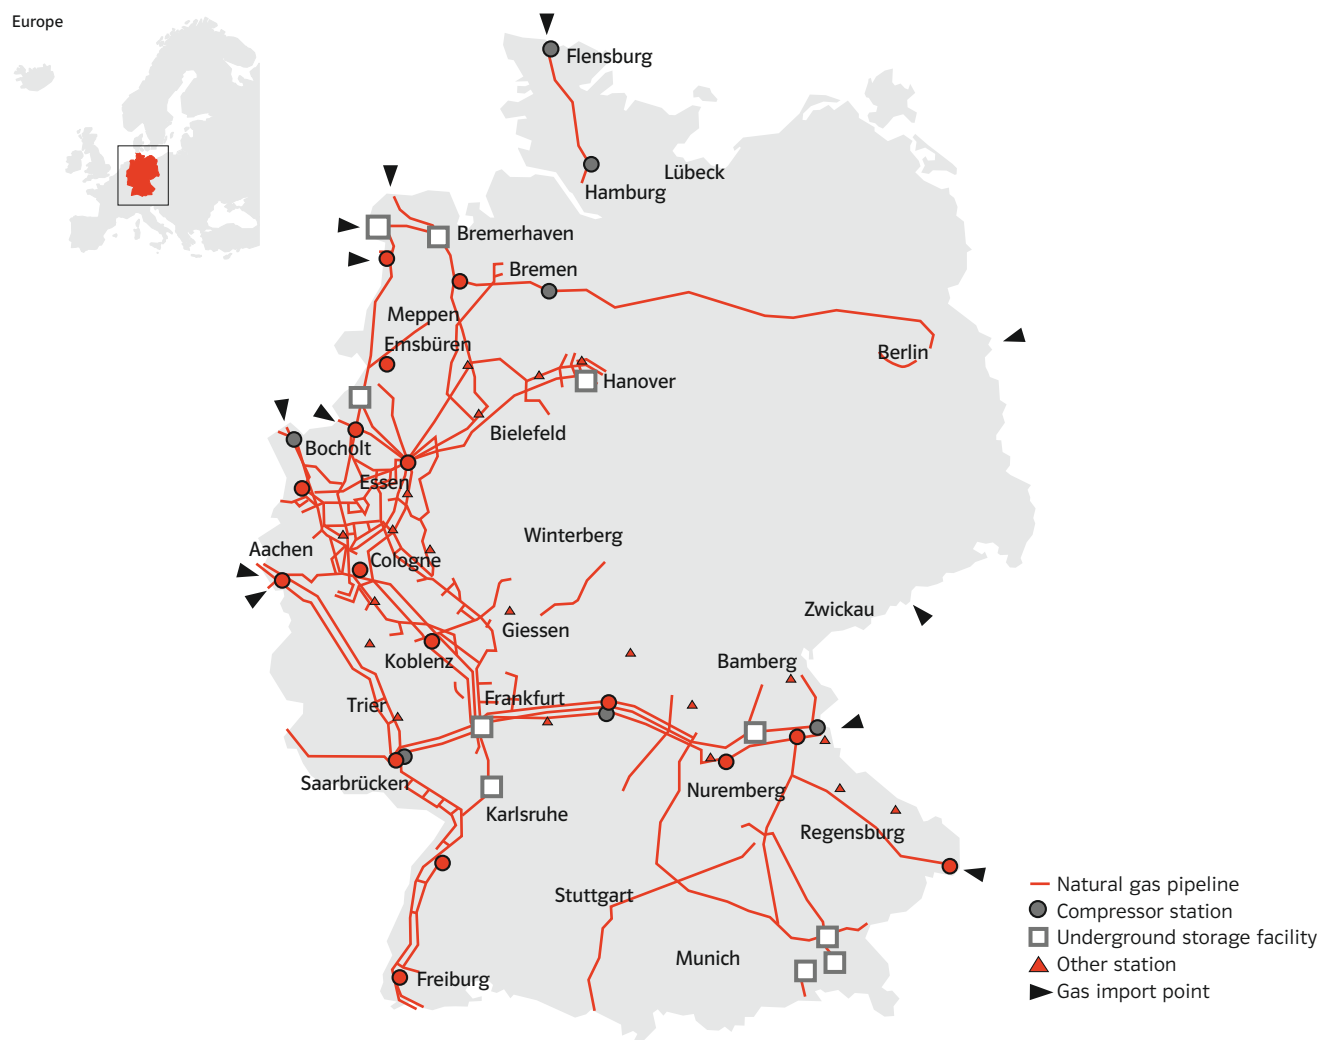 Europe
Flensburg
Lübeck
Hamburg
Bremerhaven
Bremen
Meppen
Emsbüren
Berlin
Hanover
Bielefeld
Bocholt
Essen
Winterberg
Aachen
Cologne
Zwickau
Giessen
Koblenz
Bamberg
Frankfurt
Trier
Saarbrücken
Nuremberg
Karlsruhe
Regensburg
Stuttgart
Munich
Freiburg
Natural gas pipeline
Compressor station
Underground storage facility
Other station
Gas import point